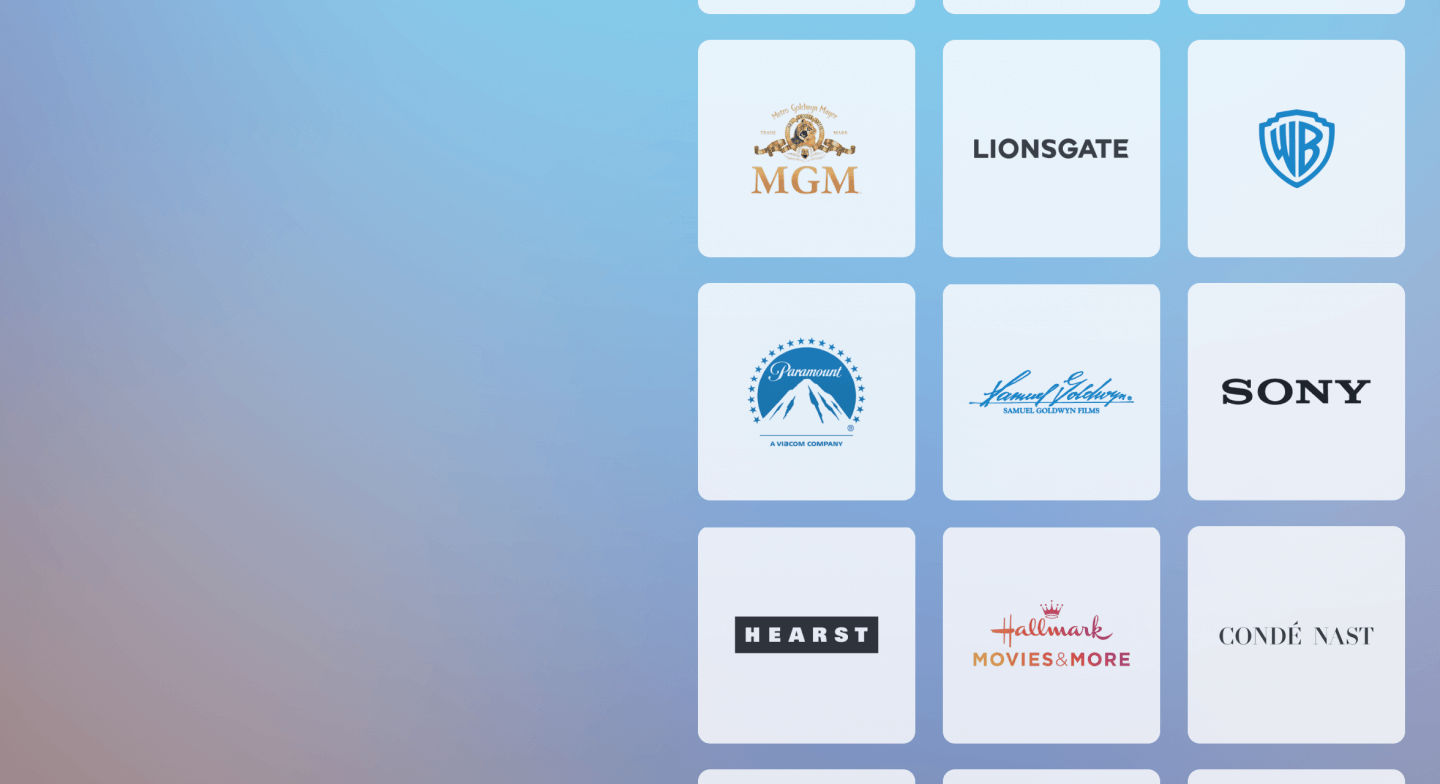 Metro Goldwyn Mayer
TRADE MARK
MGM
LIONSGATE
WB
Paramount
®
A VIACOM COMPANY
Samuel Goldwyn
SAMUEL GOLDWYN FILMS
SONY
HEARST
Hallmark
MOVIES&MORE
CONDÉ NAST